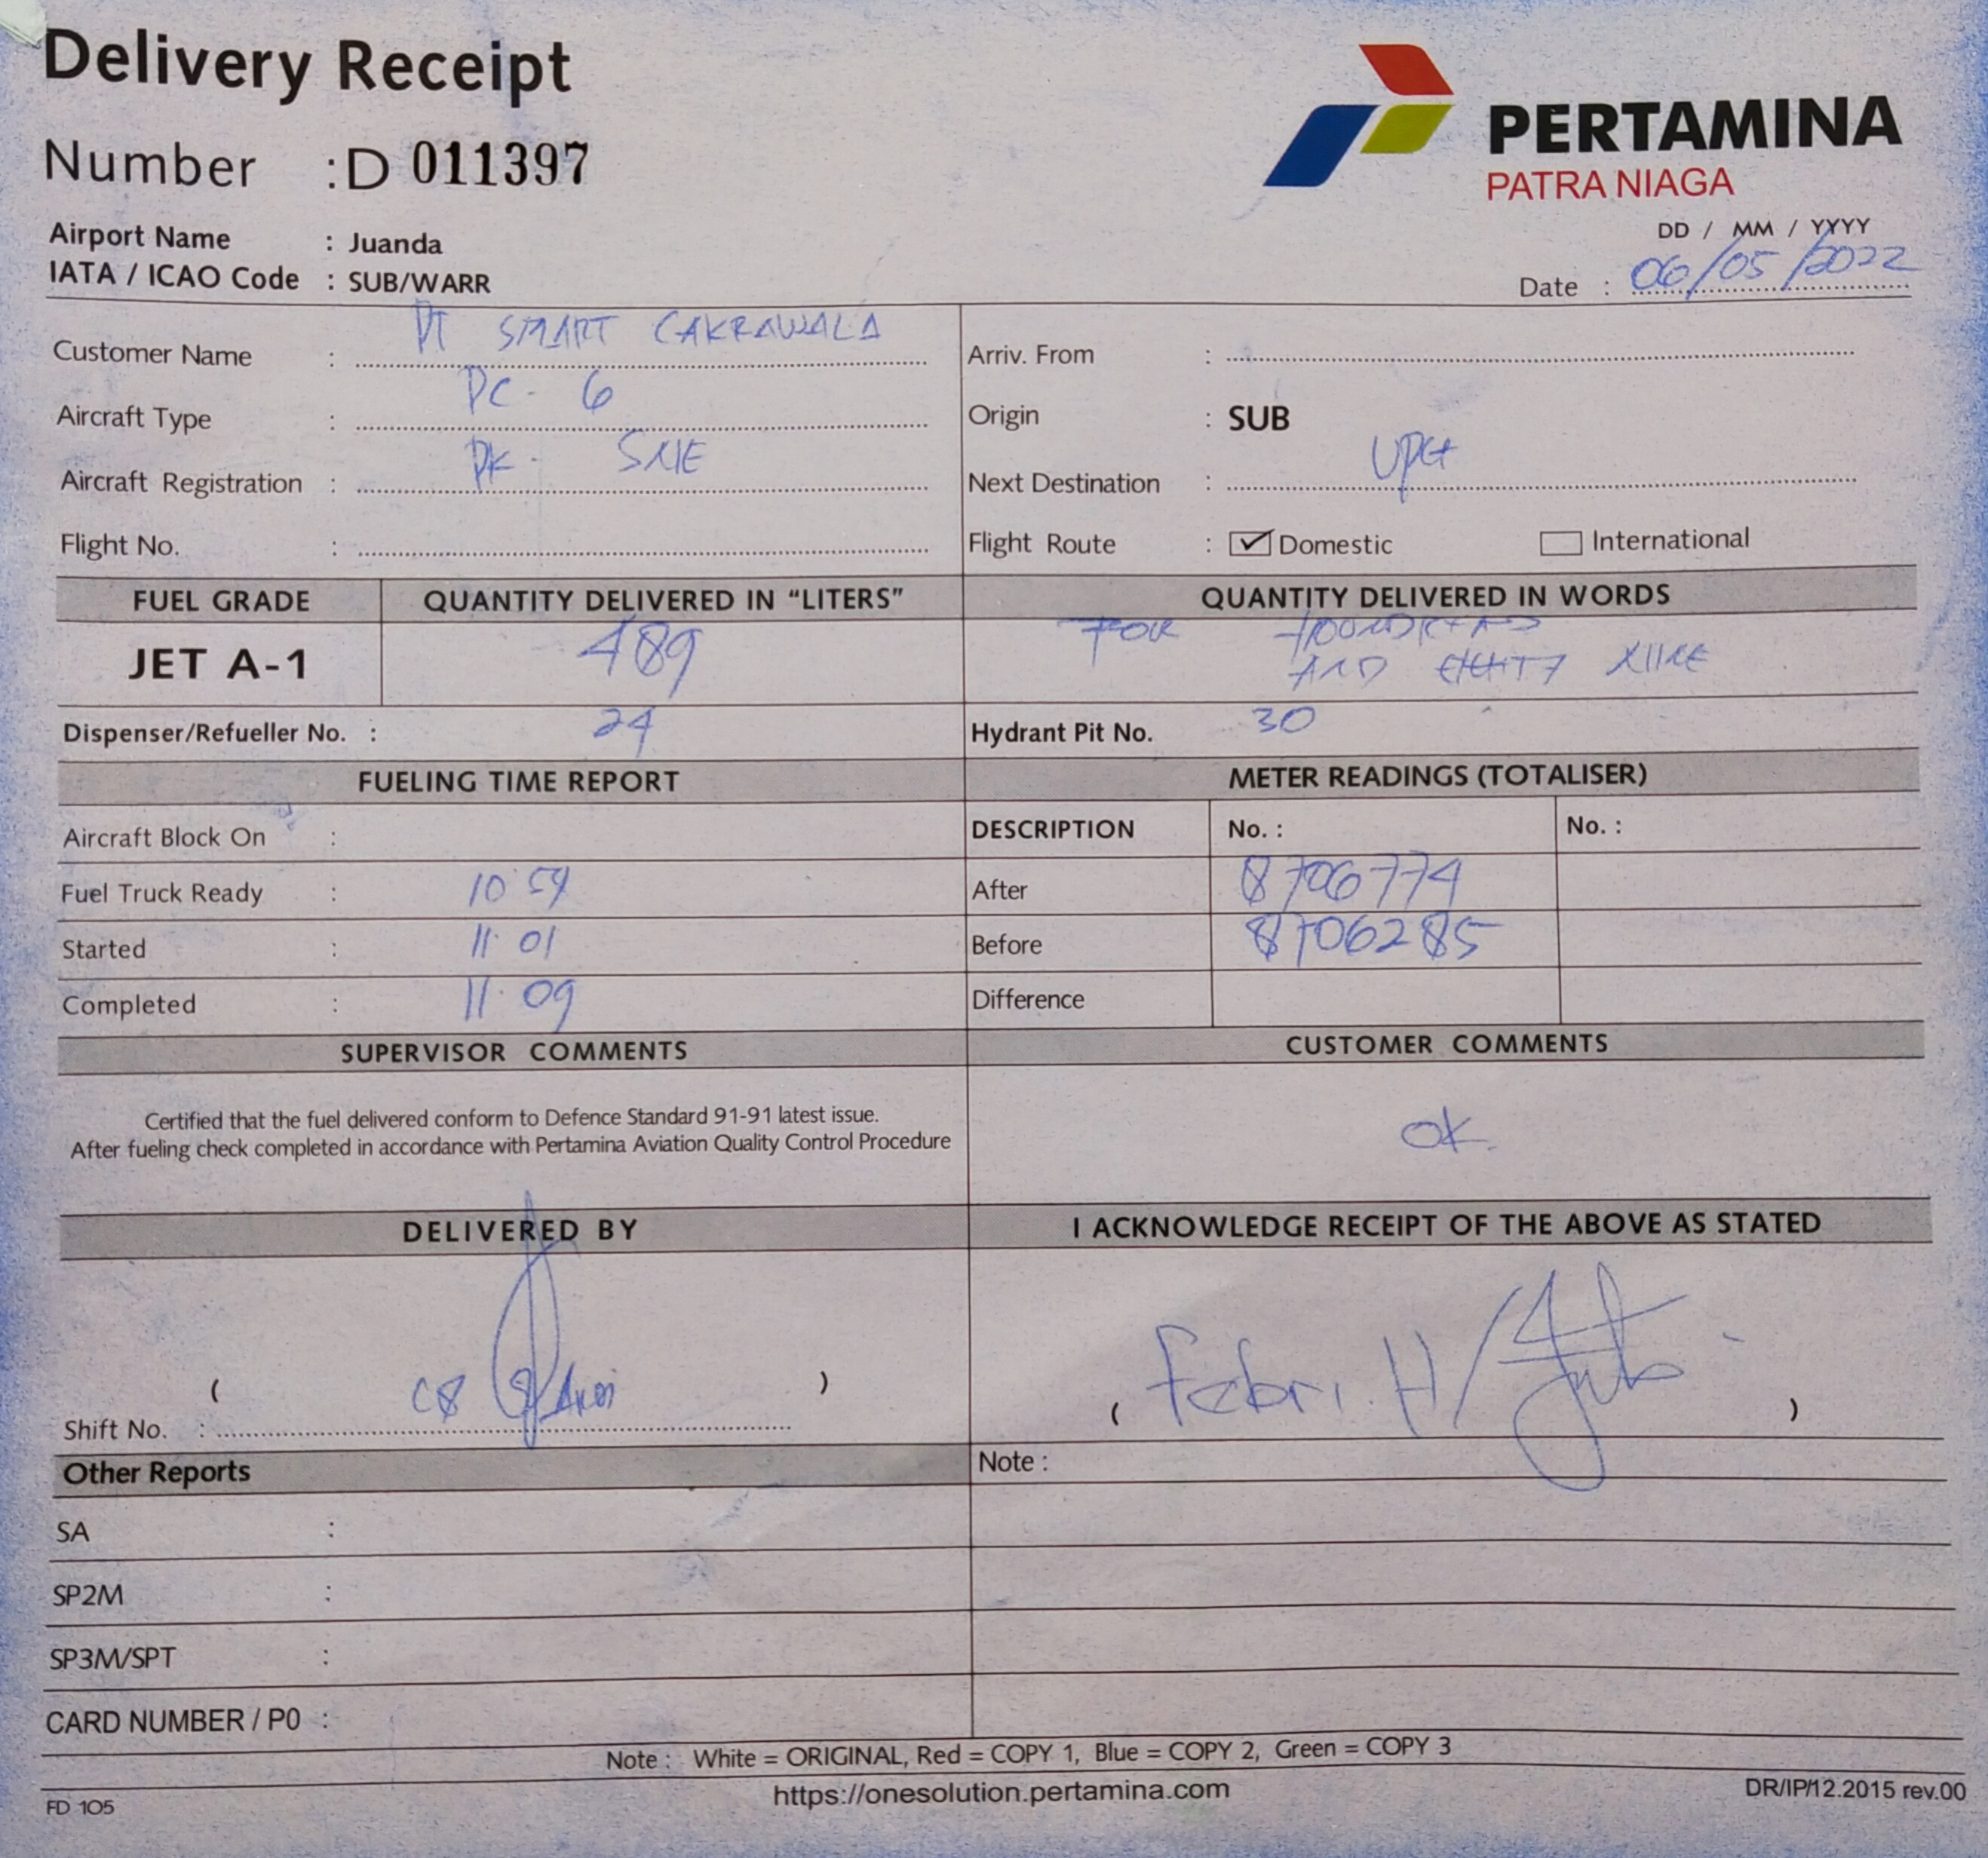 Delivery Receipt
Number : D 011397
PERTAMINA
PATRA NIAGA
Airport Name : Juanda
IATA / ICAO Code : SUB/WARR
DD / MM / YYYY
Date : 06/05/2022
Customer Name : PT SMART CAKRAWALA
Aircraft Type : PC-6
Aircraft Registration : PK-SNE
Flight No. :
Arriv. From :
Origin : SUB
Next Destination : UPG
Flight Route : Domestic International
FUEL GRADE QUANTITY DELIVERED IN “LITERS” QUANTITY DELIVERED IN WORDS
JET A-1 489 FOR
AND EIGHTY NINE
Dispenser/Refueller No. : 24 Hydrant Pit No. 30
FUELING TIME REPORT
Aircraft Block On :
Fuel Truck Ready : 10 59
Started : 11 01
Completed : 11 09
METER READINGS (TOTALISER)
DESCRIPTION No. : No. :
After 8706774
Before 8706285
Difference
SUPERVISOR COMMENTS
Certified that the fuel delivered conform to Defence Standard 91-91 latest issue.
After fueling check completed in accordance with Pertamina Aviation Quality Control Procedure
CUSTOMER COMMENTS
OK
DELIVERED BY
( C8 )
Shift No. :
I ACKNOWLEDGE RECEIPT OF THE ABOVE AS STATED
( Febri. H/ )
Other Reports
SA :
SP2M :
SP3M/SPT :
CARD NUMBER / P0 :
Note :
Note : White = ORIGINAL, Red = COPY 1, Blue = COPY 2, Green = COPY 3
https://onesolution.pertamina.com
FD 105
DR/IP/12.2015 rev.00